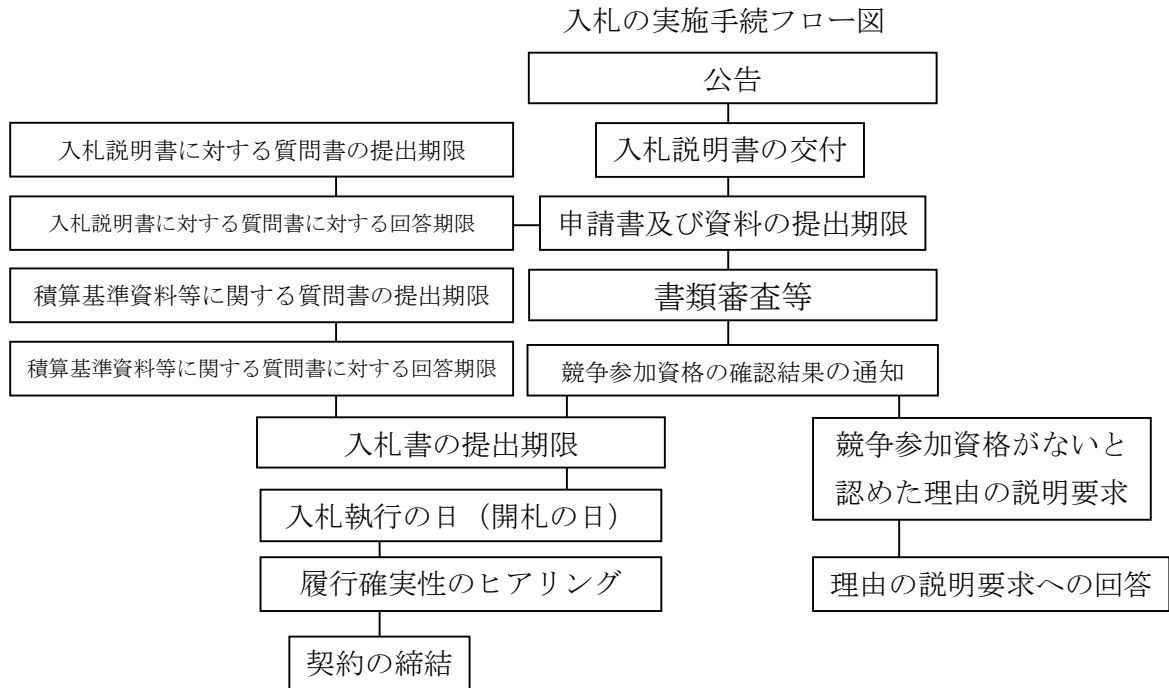 入札の実施手続フロー図
公告
入札説明書に対する質問書の提出期限
入札説明書の交付
入札説明書に対する質問書に対する回答期限
申請書及び資料の提出期限
積算基準資料等に関する質問書の提出期限
書類審査等
積算基準資料等に関する質問書に対する回答期限
競争参加資格の確認結果の通知
入札書の提出期限
競争参加資格がないと
認めた理由の説明要求
入札執行の日（開札の日）
履行確実性のヒアリング
理由の説明要求への回答
契約の締結